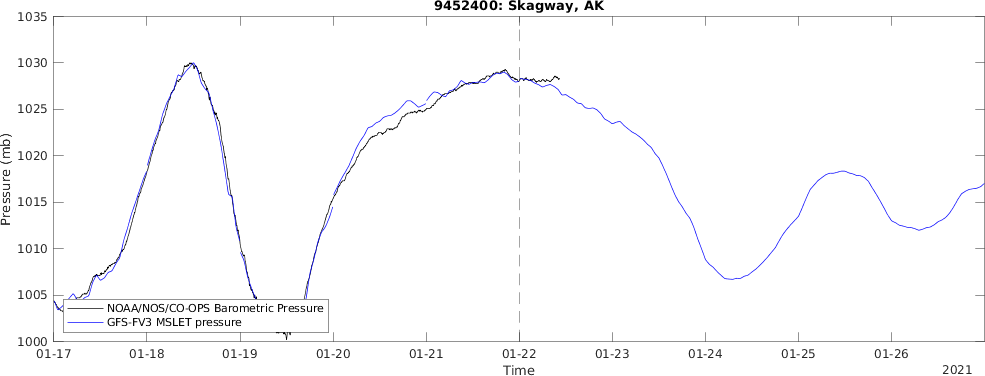 9452400: Skagway, AK
1035
1030
1025
1020
1015
1010
1005
1000
Pressure (mb)
NOAA/NOS/CO-OPS Barometric Pressure
GFS-FV3 MSLET pressure
01-17 01-18 01-19 01-20 01-21 01-22 01-23 01-24 01-25 01-26
Time
2021